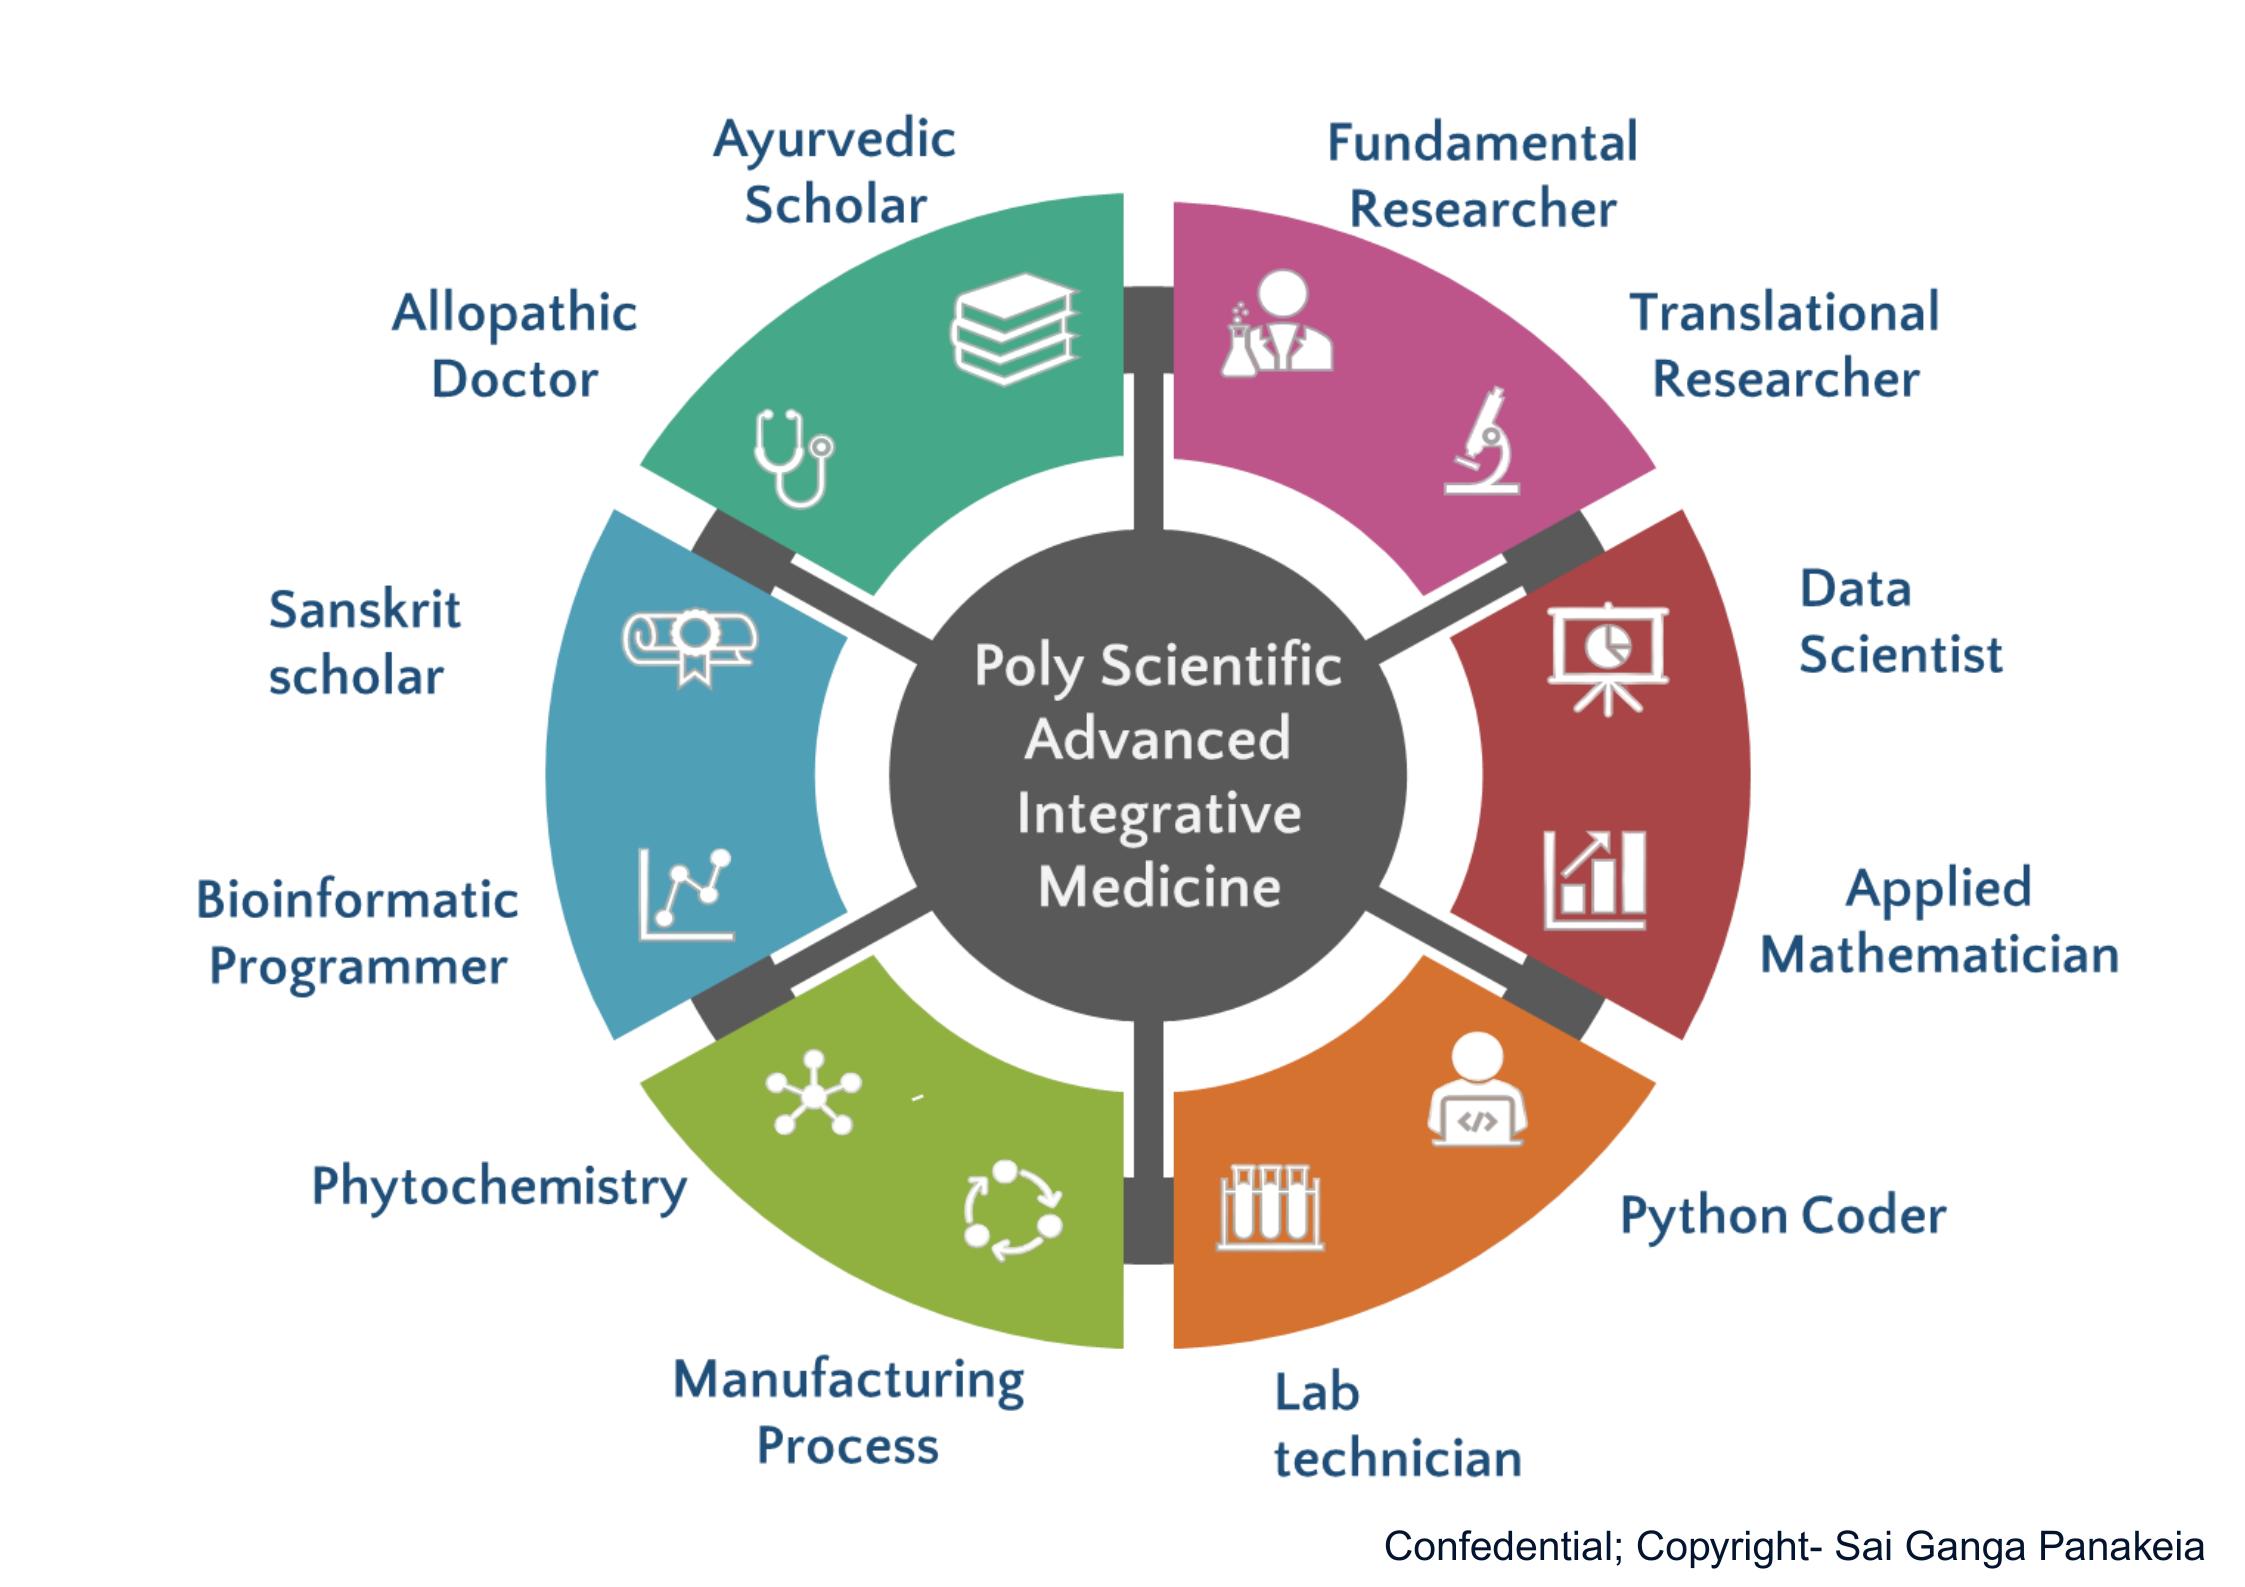 Ayurvedic
Scholar
Fundamental
Researcher
Allopathic
Doctor
Translational
Researcher
Sanskrit
scholar
Data
Scientist
Poly Scientific
Advanced
Integrative
Medicine
Bioinformatic
Programmer
Applied
Mathematician
Phytochemistry
Python Coder
Manufacturing
Process
Lab
technician
</>
Confedential; Copyright- Sai Ganga Panakeia